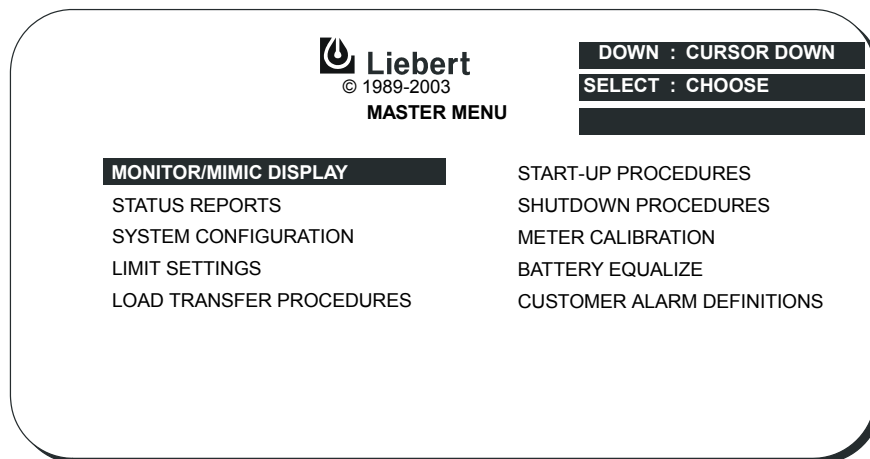 Liebert
© 1989-2003
MASTER MENU
DOWN : CURSOR DOWN
SELECT : CHOOSE
MONITOR/MIMIC DISPLAY
STATUS REPORTS
SYSTEM CONFIGURATION
LIMIT SETTINGS
LOAD TRANSFER PROCEDURES
START-UP PROCEDURES
SHUTDOWN PROCEDURES
METER CALIBRATION
BATTERY EQUALIZE
CUSTOMER ALARM DEFINITIONS